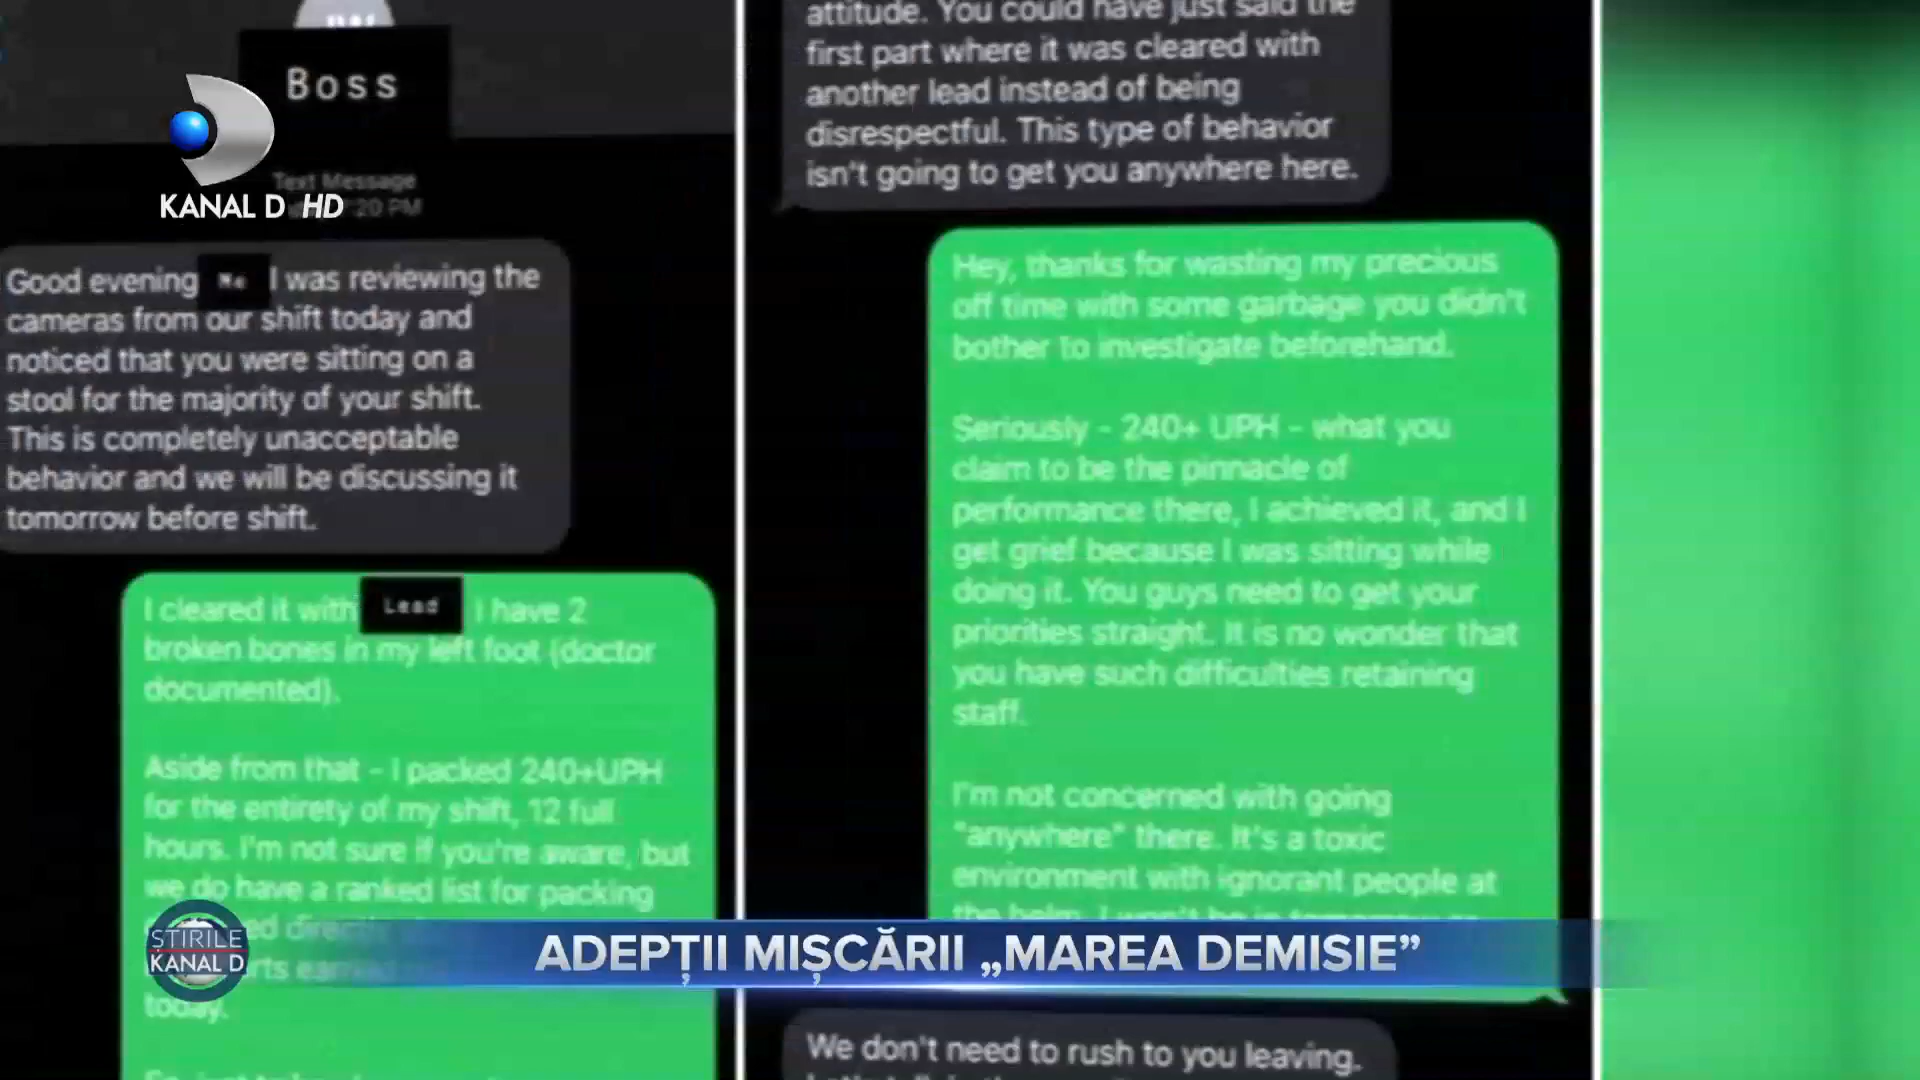 Boss
KANAL D HD
Text Message
20 PM
Good evening Me I was reviewing the
cameras from our shift today and
noticed that you were sitting on a
stool for the majority of your shift.
This is completely unacceptable
behavior and we will be discussing it
tomorrow before shift.
I cleared it with Lead I have 2
broken bones in my left foot (doctor
documented).
Aside from that - I packed 240+UPH
for the entirety of my shift, 12 full
hours. I'm not sure if you're aware, but
we do have a ranked list for packing
today.
attitude. You could have just said the
first part where it was cleared with
another lead instead of being
disrespectful. This type of behavior
isn't going to get you anywhere here.
Hey, thanks for wasting my precious
off time with some garbage you didn't
bother to investigate beforehand.
Seriously - 240+ UPH - what you
claim to be the pinnacle of
performance there, I achieved it, and I
get grief because I was sitting while
doing it. You guys need to get your
priorities straight. It is no wonder that
you have such difficulties retaining
staff.
I'm not concerned with going
"anywhere" there. It's a toxic
environment with ignorant people at
We don't need to rush to you leaving.
STIRILE
KANAL D
ADEPȚII MIȘCĂRII „MAREA DEMISIE”